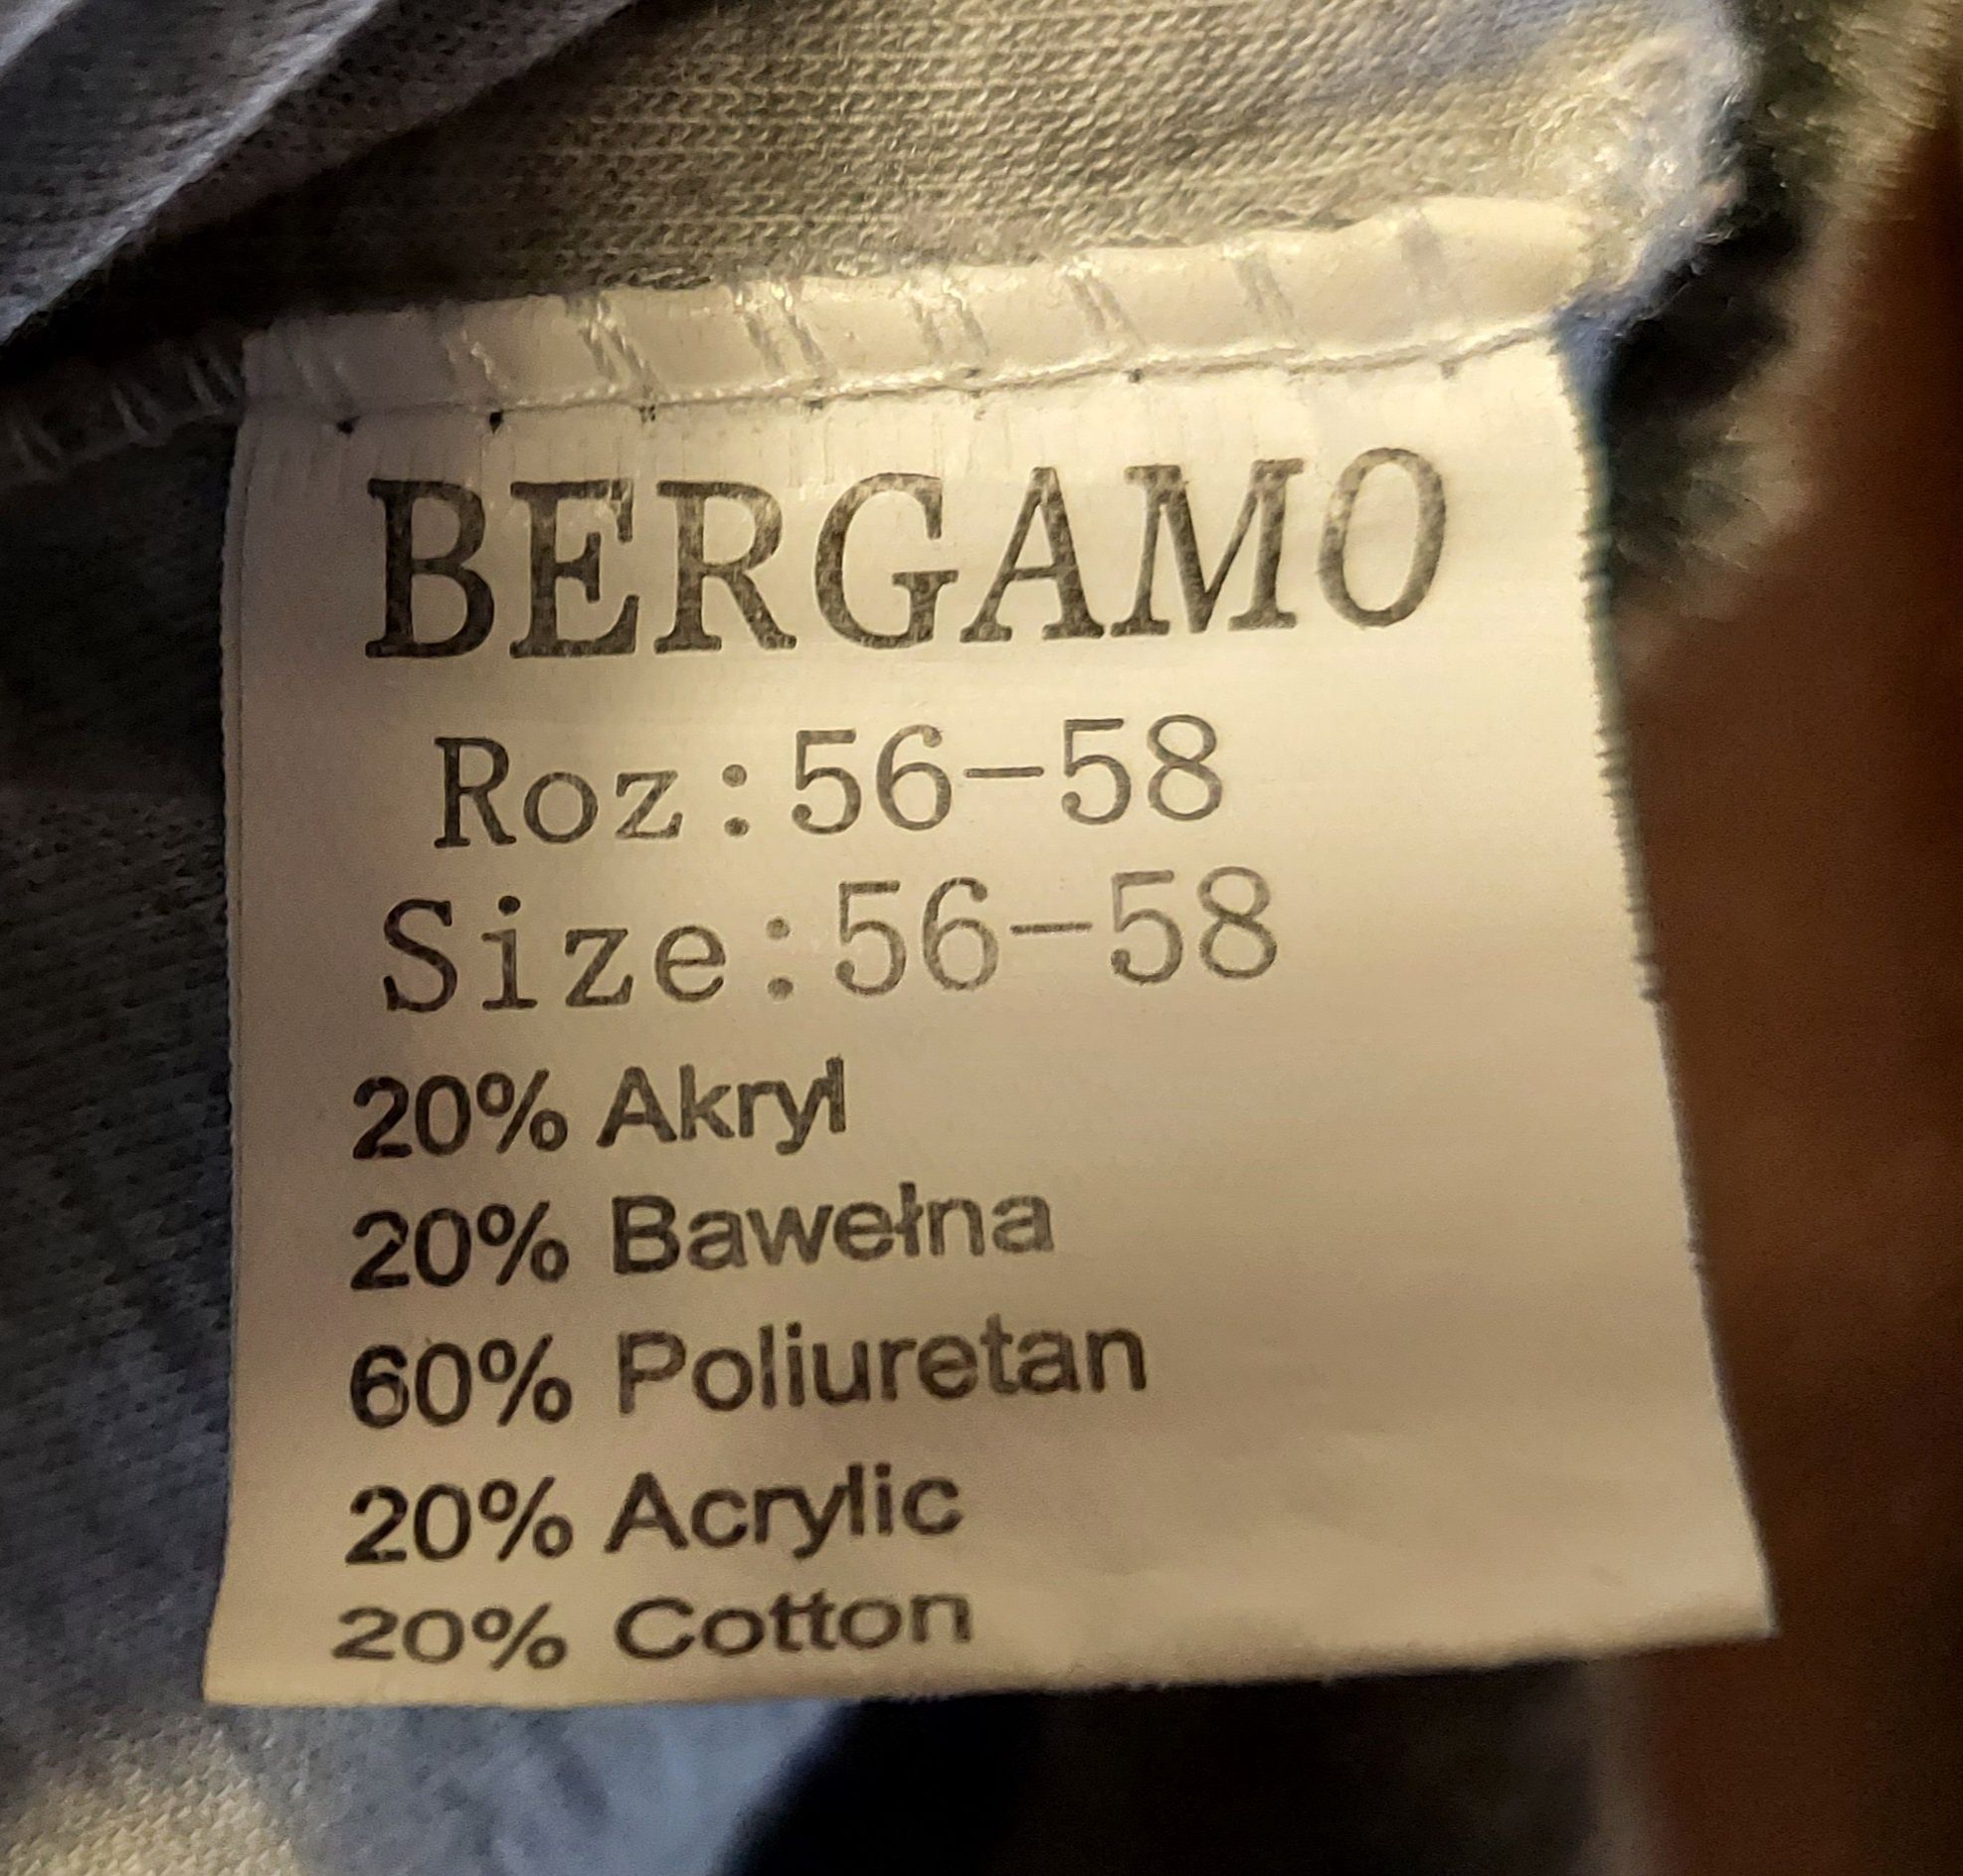 BERGAMO
Roz:56-58
Size:56-58
20% Akryl
20% Bawełna
60% Poliuretan
20% Acrylic
20% Cotton